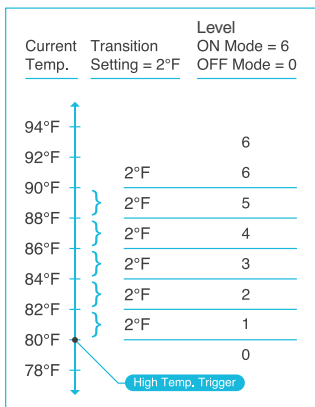 Level
Current Transition ON Mode = 6
Temp. Setting = 2°F OFF Mode = 0
94°F
6
92°F
2°F 6
90°F
2°F 5
88°F
2°F 4
86°F
2°F 3
84°F
2°F 2
82°F
2°F 1
80°F
0
78°F
High Temp. Trigger